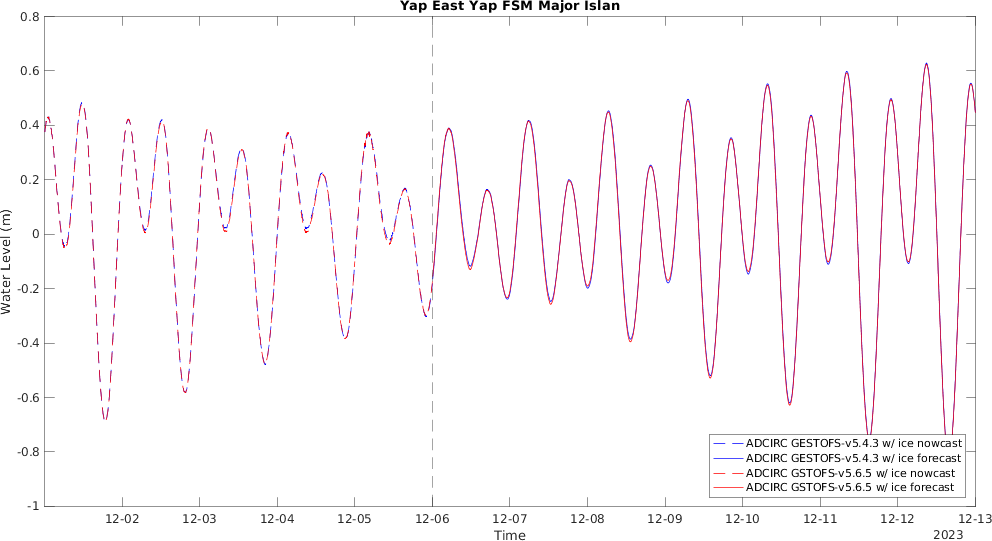 Yap East Yap FSM Major Islan
0.8
0.6
0.4
0.2
0
-0.2
-0.4
-0.6
-0.8
-1
Water Level (m)
ADCIRC GESTOFS-v5.4.3 w/ ice nowcast
ADCIRC GESTOFS-v5.4.3 w/ ice forecast
ADCIRC GSTOFS-v5.6.5 w/ ice nowcast
ADCIRC GSTOFS-v5.6.5 w/ ice forecast
12-02 12-03 12-04 12-05 12-06 12-07 12-08 12-09 12-10 12-11 12-12 12-13
Time
2023